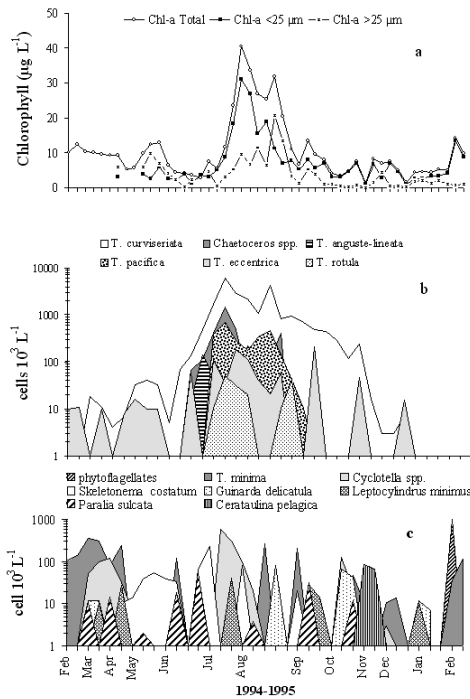 Chl-a Total Chl-a <25 µm Chl-a >25 µm
50
40
30
20
10
0
Chlorophyll (µg L-1)
a
T. curviseriata Chaetoceros spp. T. anguste-lineata
T. pacifica T. eccentrica T. rotula
10000
1000
100
10
1
cells 10³ L-1
b
phytoflagellates T. minima Cyclotella spp.
Skeletonema costatum Guinarda delicatula Leptocylindrus minimus
Paralia sulcata Cerataulina pelagica
1000
100
10
1
cell 10³ L-1
c
Feb Mar Apr May Jun Jul Aug Sep Oct Nov Dec Jan Feb
1994-1995